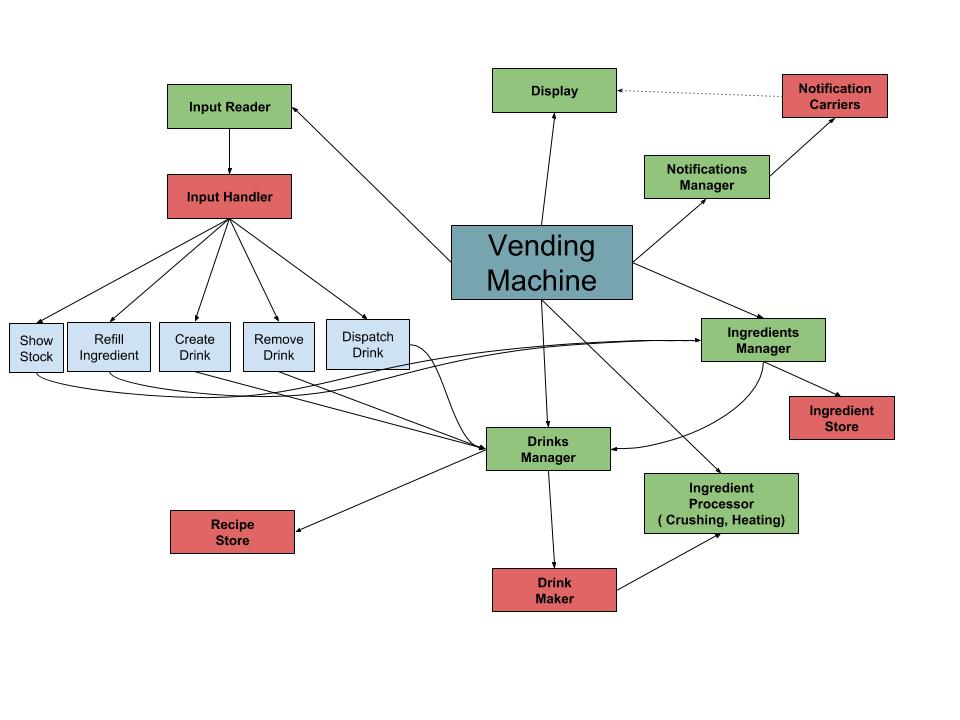 Display
Notification
Carriers
Input Reader
Notifications
Manager
Input Handler
Vending
Machine
Show
Stock
Refill
Ingredient
Create
Drink
Remove
Drink
Dispatch
Drink
Ingredients
Manager
Ingredient
Store
Drinks
Manager
Ingredient
Processor
( Crushing, Heating)
Recipe
Store
Drink
Maker